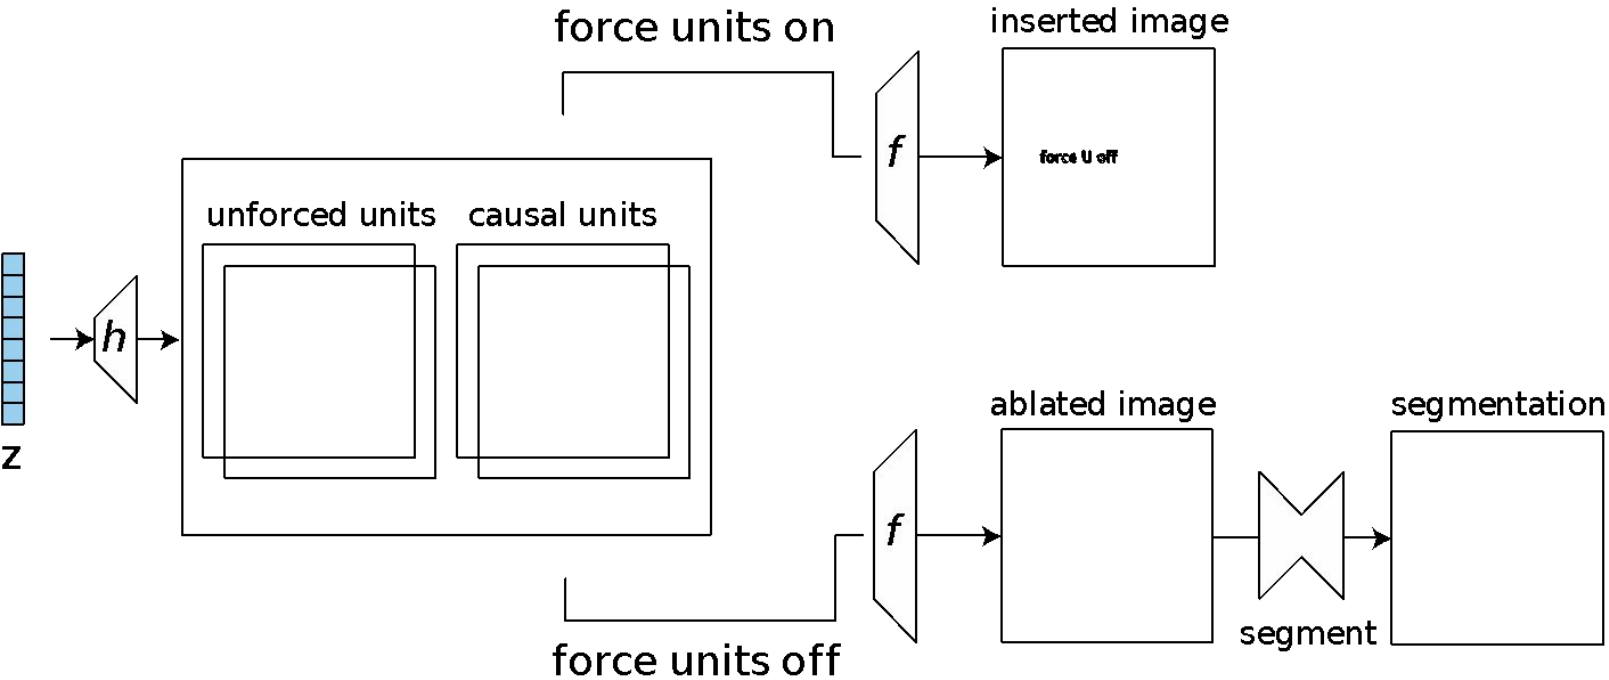 force units on
inserted image
f
force U off
unforced units
causal units
h
z
ablated image
segmentation
f
segment
force units off